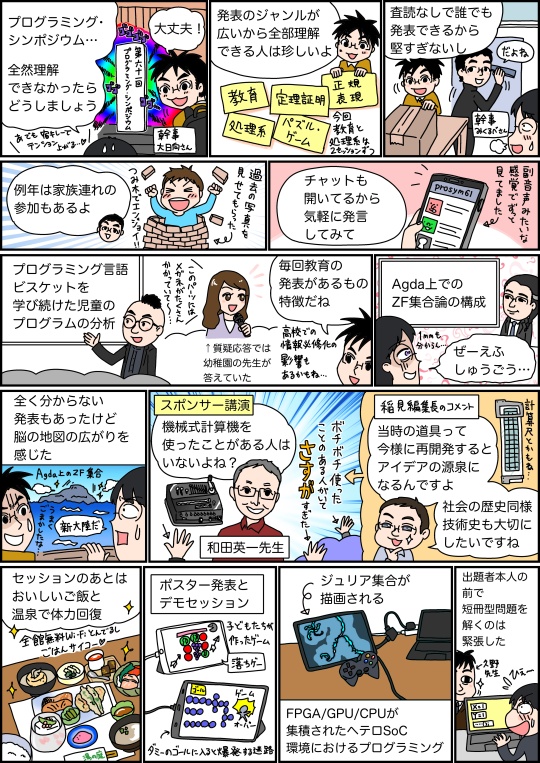 プログラミング・
シンポジウム…
全然理解
できなかったら
どうしましょう
大丈夫！
第六十一回
プログラミング・シンポジウム
幹事
大日向さん
発表のジャンルが
広いから全部理解
できる人は珍しいよ
教育
定理証明
正規
表現
処理系
パズル・
ゲーム
今回
教育と
処理系は
2セッションずつ
査読なしで誰でも
発表できるから
堅すぎないし
だよね
幹事
みくるべさん
例年は家族連れの
参加もあるよ
過去の写真を
見せてもらった
つみ木でエンジョイ!!
チャットも
開いてるから
気軽に発言
してみて
prosym61
副音声みたいな
感覚でずっと
見てました
プログラミング言語
ビスケットを
学び続けた児童の
プログラムの分析
このパーツには
メガネがたくさん
かかっていて〜…
↑質疑応答では
幼稚園の先生が
答えていた
毎回教育の
発表があるもの
特徴だね
高校での
情報必修化の
影響も
あるかもね…
Agda上での
ZF集合論の構成
1mmも
分からん…
ぜーえふ
しゅうごう…
全く分からない
発表もあったけど
脳の地図の広がりを
感じた
Agda上のZF集合
新大陸だ
スポンサー講演
機械式計算機を
使ったことがある人は
いないよね？
和田英一先生
ポチポチ使った
ことのある人がいて
さすが
すぎた
稲見編集長のコメント
計算尺とかもね
当時の道具って
今様に再開発すると
アイデアの源泉に
なるんですよ
社会の歴史同様
技術史も大切に
したいですね
セッションのあとは
おいしいご飯と
温泉で体力回復
全館無料Wi-Fiとんでるし
ごはんサイコー♡
ポスター発表と
デモセッション
子どもたちが
作ったゲーム
落ちゲー
ゴール
ゲーム
オーバー
ダミーのゴールに入ると爆発する迷路
ジュリア集合が
描画される
FPGA/GPU/CPUが
集積されたヘテロSoC
環境におけるプログラミング
出題者本人の
前で
短冊型問題を
解くのは
緊張した
久野
先生
ひぇ〜